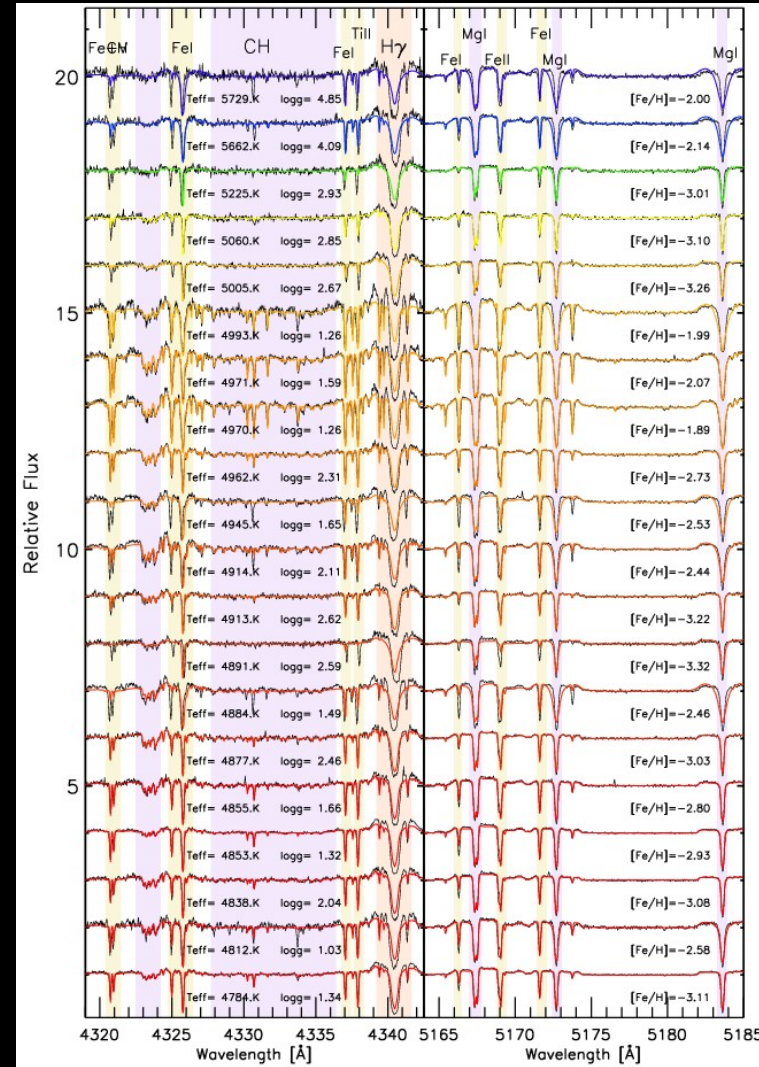 TiII
FeI CH FeI CH FeI Hγ FeI MgI FeII FeI MgI MgI
20
Teff= 5729.K logg= 4.85 [Fe/H]=−2.00
Teff= 5662.K logg= 4.09 [Fe/H]=−2.14
Teff= 5225.K logg= 2.93 [Fe/H]=−3.01
Teff= 5060.K logg= 2.85 [Fe/H]=−3.10
Teff= 5005.K logg= 2.67 [Fe/H]=−3.26
15
Teff= 4993.K logg= 1.26 [Fe/H]=−1.99
Teff= 4971.K logg= 1.59 [Fe/H]=−2.07
Teff= 4970.K logg= 1.26 [Fe/H]=−1.89
Teff= 4962.K logg= 2.31 [Fe/H]=−2.73
Relative Flux
Teff= 4945.K logg= 1.65 [Fe/H]=−2.53
10
Teff= 4914.K logg= 2.11 [Fe/H]=−2.44
Teff= 4913.K logg= 2.62 [Fe/H]=−3.22
Teff= 4891.K logg= 2.59 [Fe/H]=−3.32
Teff= 4884.K logg= 1.49 [Fe/H]=−2.46
Teff= 4877.K logg= 2.46 [Fe/H]=−3.03
5
Teff= 4855.K logg= 1.66 [Fe/H]=−2.80
Teff= 4853.K logg= 1.32 [Fe/H]=−2.93
Teff= 4838.K logg= 2.04 [Fe/H]=−3.08
Teff= 4812.K logg= 1.03 [Fe/H]=−2.58
Teff= 4784.K logg= 1.34 [Fe/H]=−3.11
4320 4325 4330 4335 4340 5165 5170 5175 5180 5185
Wavelength [Å] Wavelength [Å]